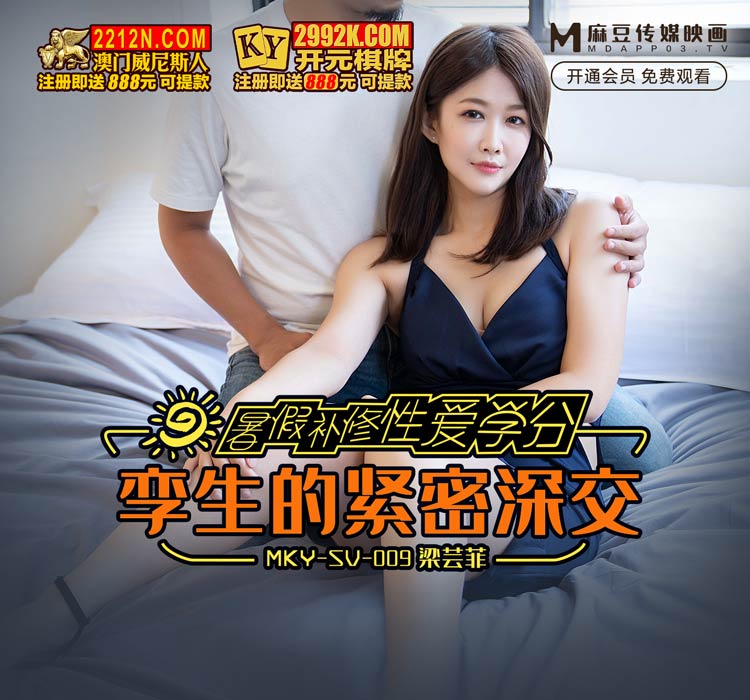 2212N.COM
澳门威尼斯人
注册即送 888元 可提款
KY
2992K.COM
开元棋牌
注册即送 888元 可提款
M 麻豆传媒映画
MDAPP03.TV
开通会员 免费观看
暑假补修性爱学分
孪生的紧密深交
MKY-SV-009 梁芸菲